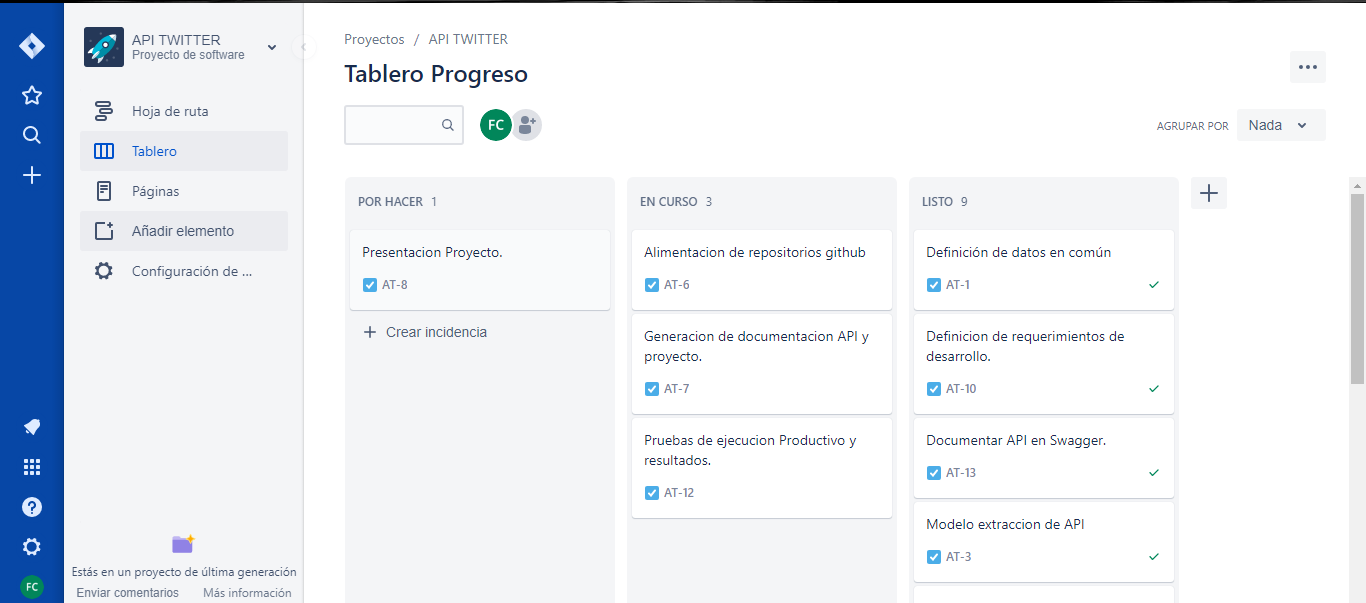 API TWITTER
Proyecto de software
Hoja de ruta
Tablero
Páginas
Añadir elemento
Configuración de ...
Estás en un proyecto de última generación
Enviar comentarios Más información
FC
Proyectos / API TWITTER
Tablero Progreso
FC
AGRUPAR POR Nada
POR HACER 1
Presentacion Proyecto.
AT-8
Crear incidencia
EN CURSO 3
Alimentacion de repositorios github
AT-6
Generacion de documentacion API y
proyecto.
AT-7
Pruebas de ejecucion Productivo y
resultados.
AT-12
LISTO 9
Definición de datos en común
AT-1
Definicion de requerimientos de
desarrollo.
AT-10
Documentar API en Swagger.
AT-13
Modelo extraccion de API
AT-3